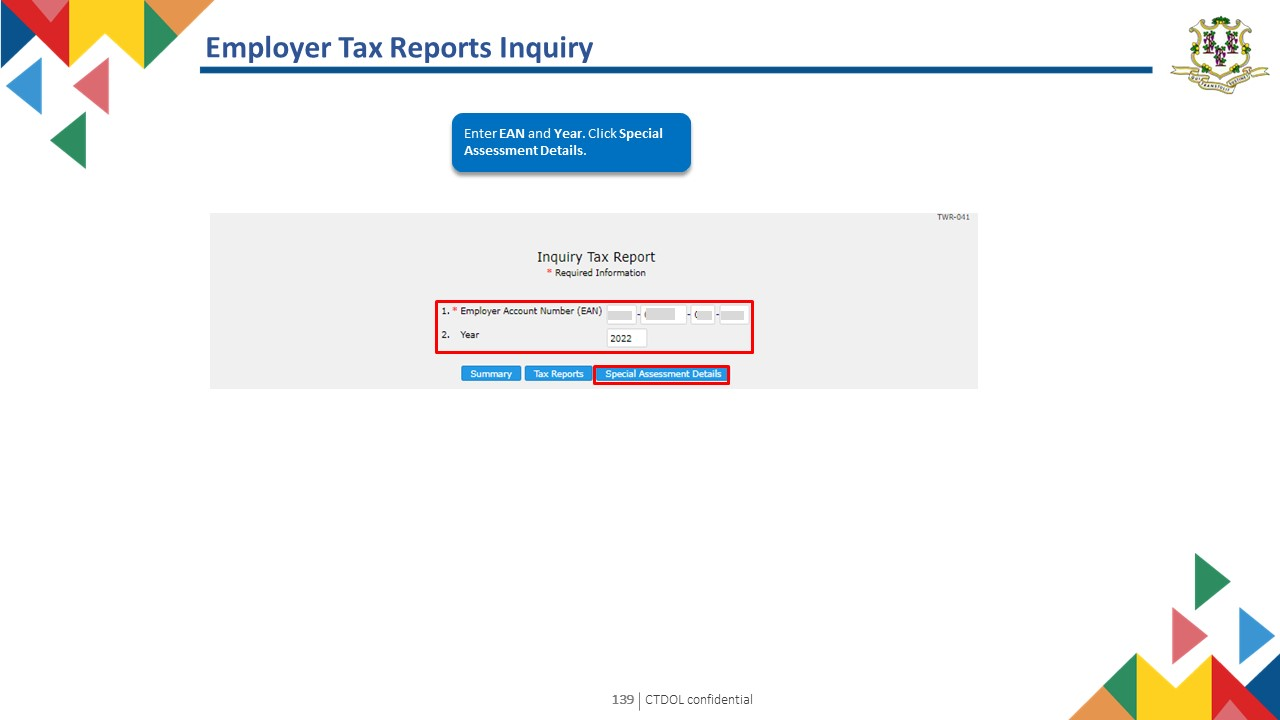 Employer Tax Reports Inquiry
Enter EAN and Year. Click Special
Assessment Details.
TWR-041
Inquiry Tax Report
* Required Information
1. * Employer Account Number (EAN) - - -
2. Year 2022
Summary Tax Reports Special Assessment Details
139 | CTDOL confidential